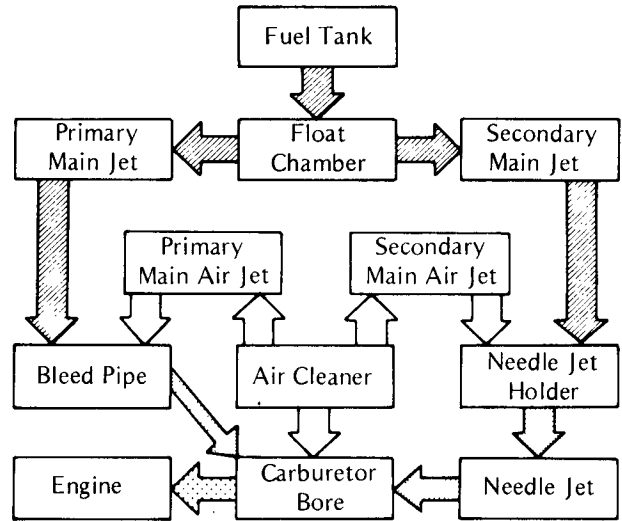 Fuel Tank
Primary
Main Jet
Float
Chamber
Secondary
Main Jet
Primary
Main Air Jet
Secondary
Main Air Jet
Bleed Pipe
Air Cleaner
Needle Jet
Holder
Engine
Carburetor
Bore
Needle Jet